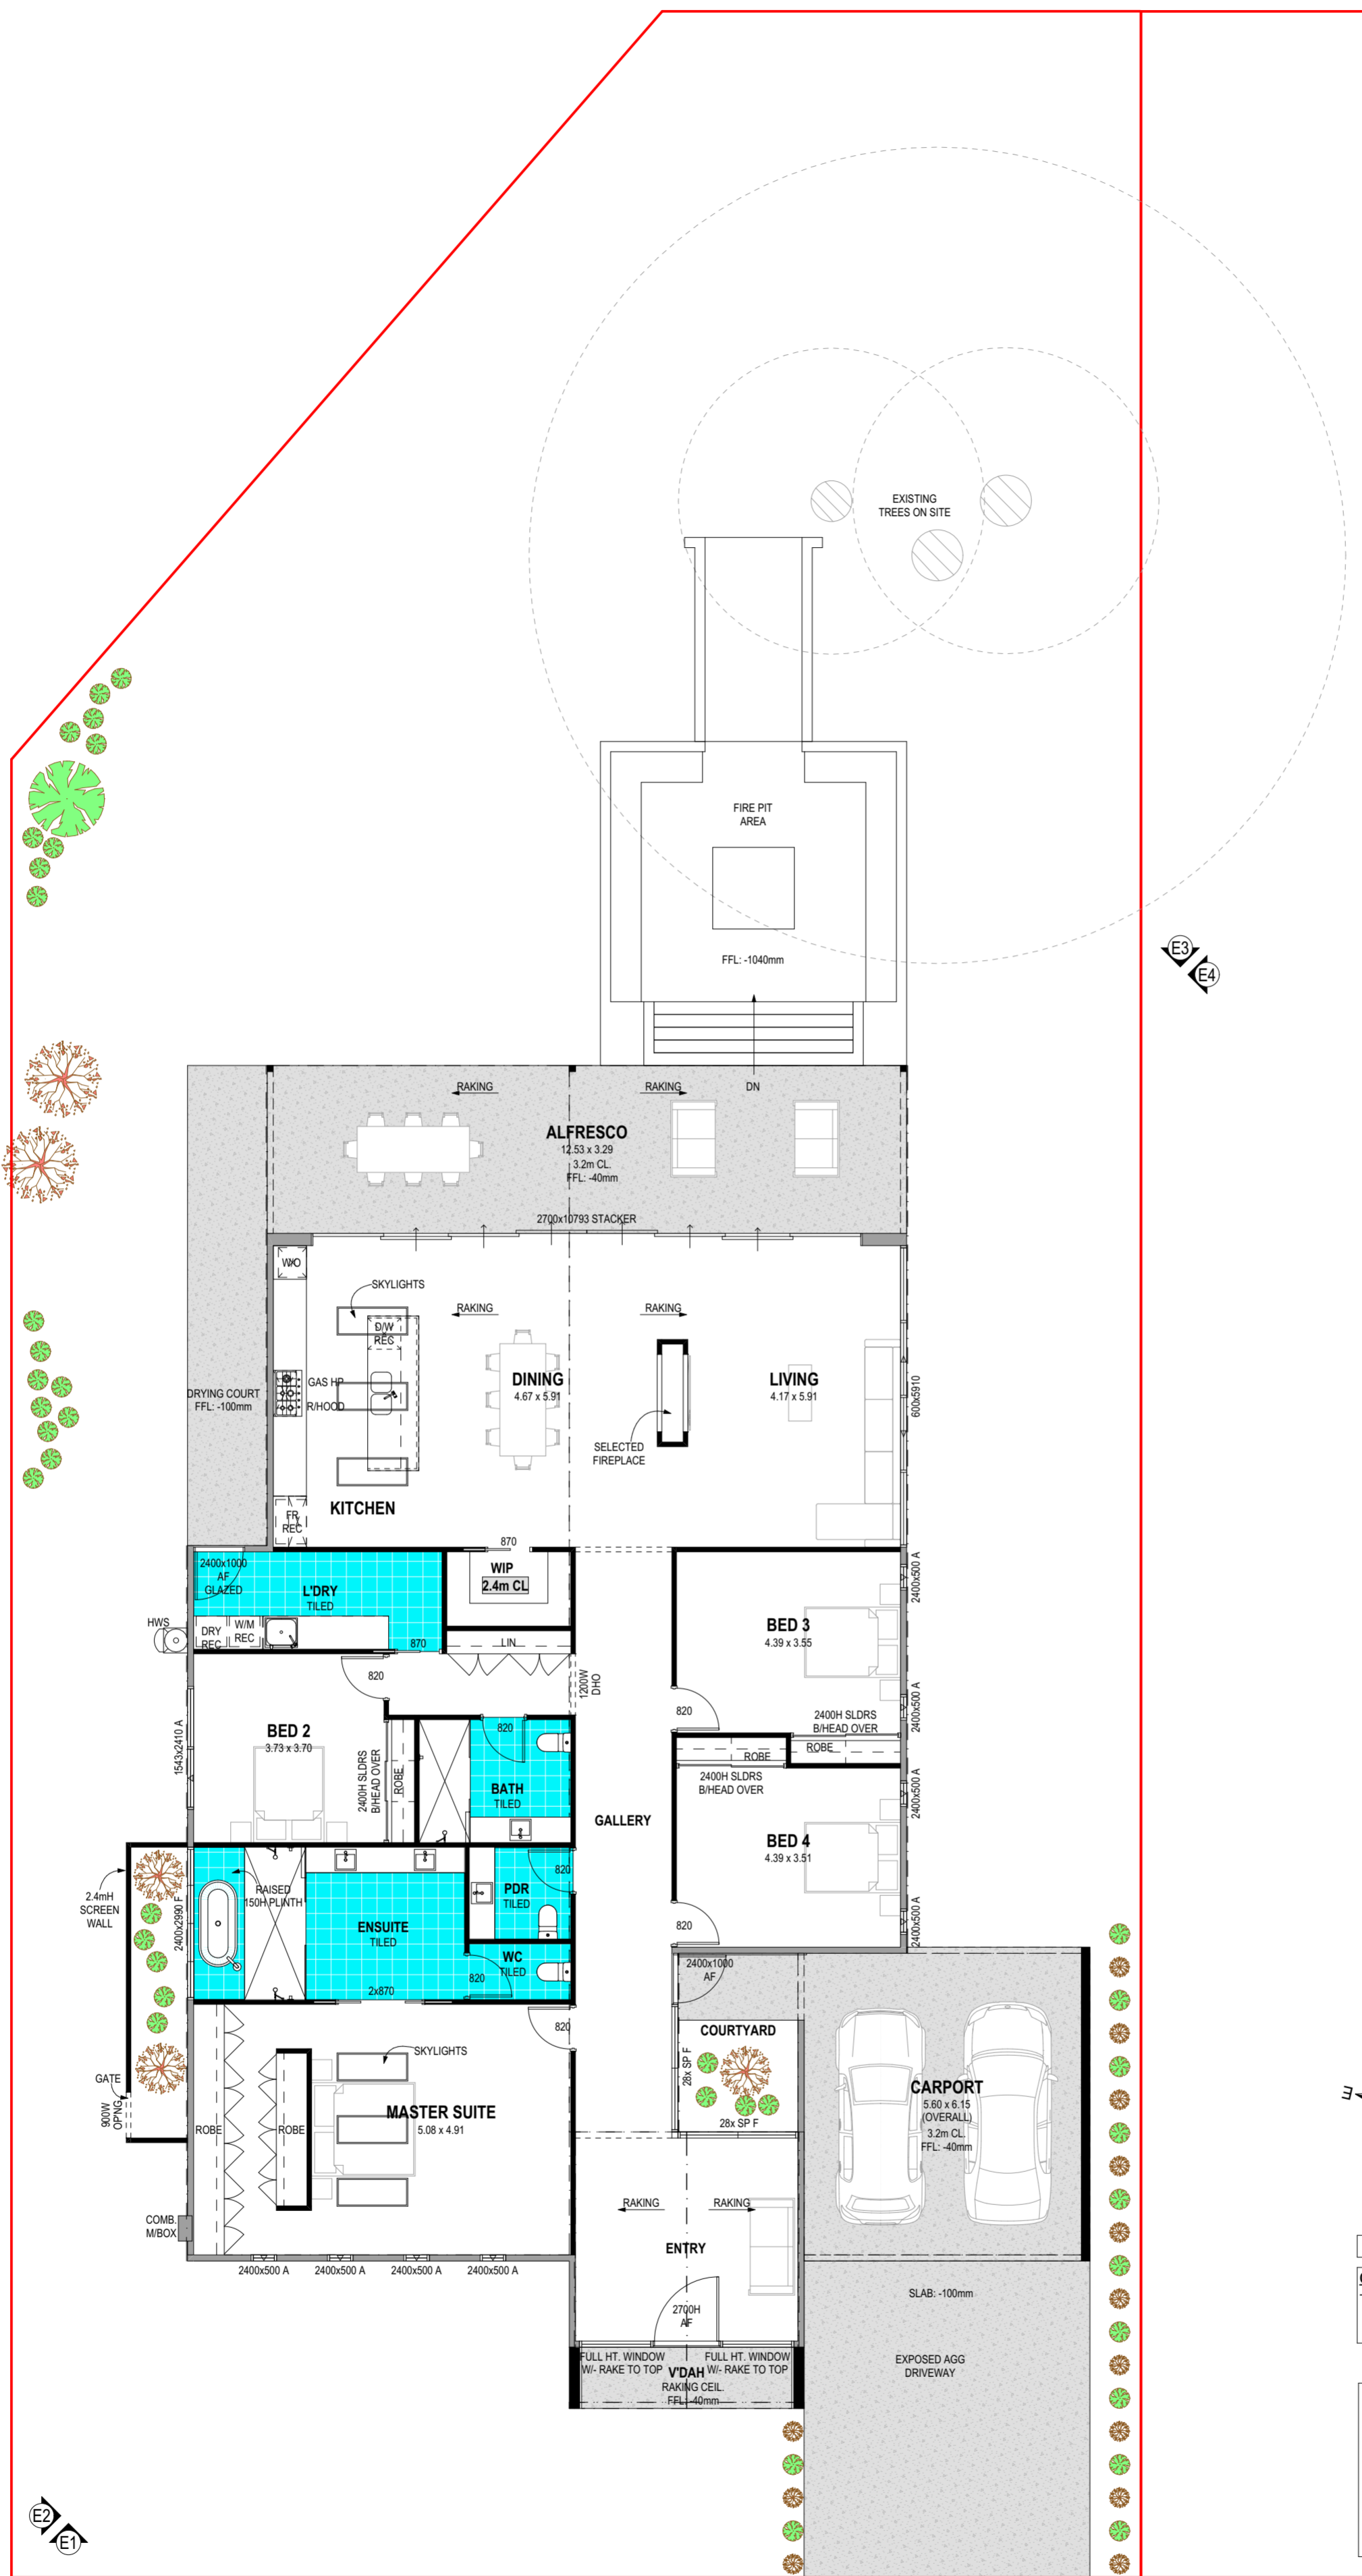 EXISTING
TREES ON SITE
FIRE PIT
AREA
FFL: -1040mm
E3
E4
DN
RAKING
RAKING
ALFRESCO
12.53 x 3.29
3.2m CL.
FFL: -40mm
2700x10793 STACKER
W/O
SKYLIGHTS
RAKING
RAKING
D/W
REC
GAS HP
R/HOOD
DINING
4.67 x 5.91
LIVING
4.17 x 5.91
600x5910
DRYING COURT
FFL: -100mm
SELECTED
FIREPLACE
KITCHEN
FR
REC
870
WIP
2.4m CL
2400x1000
AF
GLAZED
L'DRY
TILED
HWS
DRY
REC
W/M
REC
870
LIN
BED 3
4.39 x 3.55
2400x500 A
2400x500 A
820
1200W
DHO
820
2400H SLDRS
B/HEAD OVER
ROBE
ROBE
BED 2
3.73 x 3.70
1543x2410 A
2400H SLDRS
B/HEAD OVER
ROBE
820
BATH
TILED
2400H SLDRS
B/HEAD OVER
2400x500 A
GALLERY
BED 4
4.39 x 3.51
2400x500 A
820
2.4mH
SCREEN
WALL
2400x2990 F
RAISED
150H PLINTH
ENSUITE
TILED
PDR
TILED
820
WC
TILED
820
2x870
820
2400x1000
AF
COURTYARD
28x SP F
28x SP F
SKYLIGHTS
GATE
900W
OPNG
ROBE
ROBE
MASTER SUITE
5.08 x 4.91
CARPORT
5.60 x 6.15
(OVERALL)
3.2m CL.
FFL: -40mm
COMB.
M/BOX
RAKING
RAKING
ENTRY
2400x500 A
2400x500 A
2400x500 A
2400x500 A
SLAB: -100mm
2700H
AF
FULL HT. WINDOW
W/- RAKE TO TOP
FULL HT. WINDOW
W/- RAKE TO TOP
V'DAH
RAKING CEIL.
FFL: -40mm
EXPOSED AGG
DRIVEWAY
E2
E1